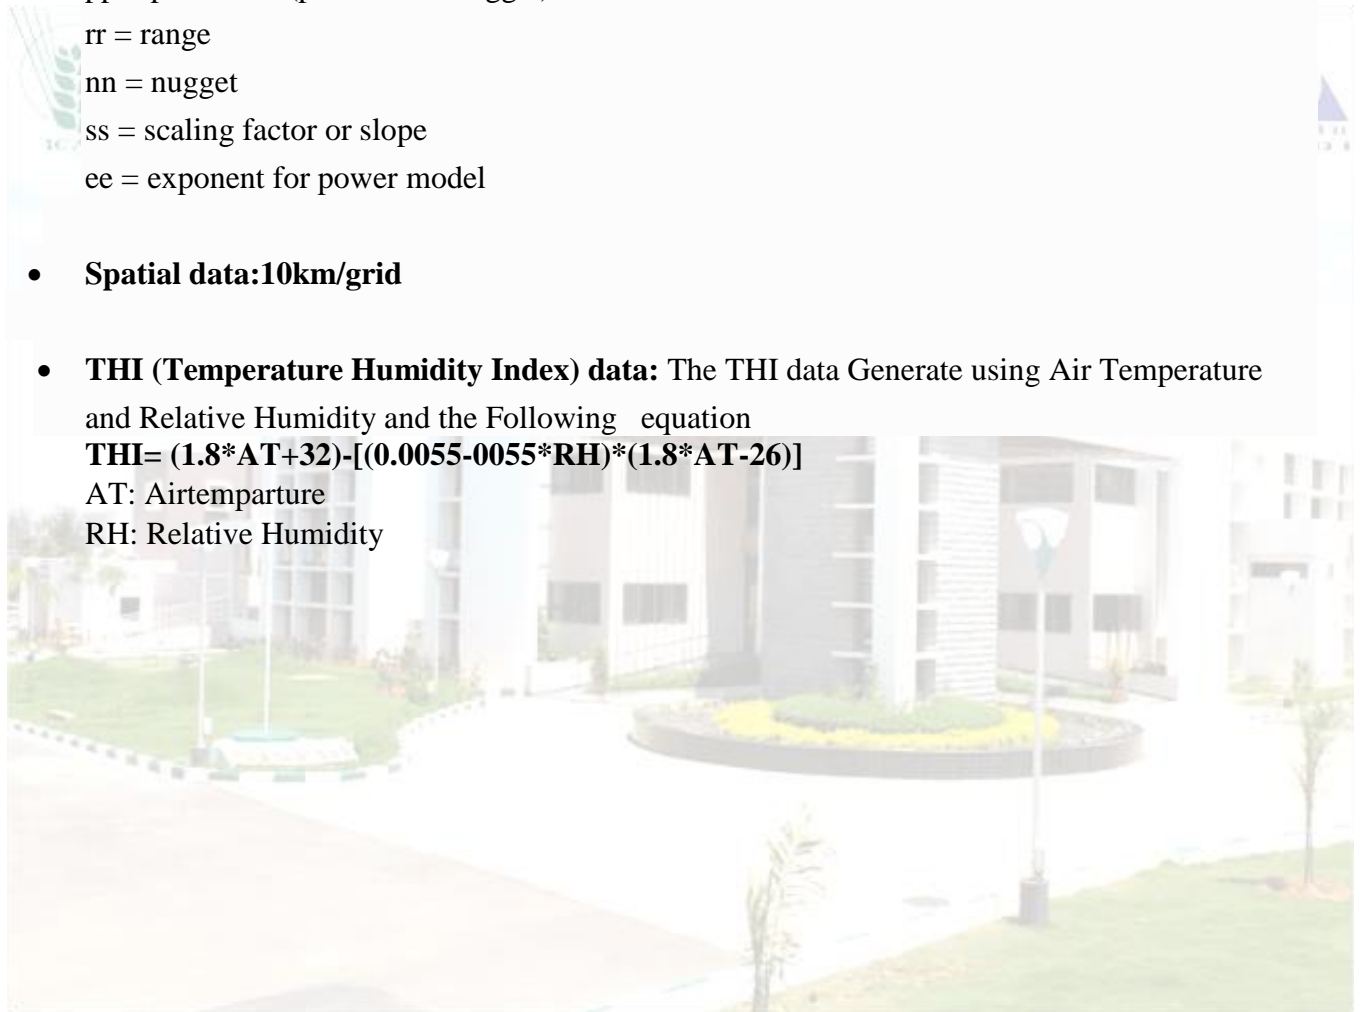 rr = range
nn = nugget
ss = scaling factor or slope
ee = exponent for power model
• Spatial data:10km/grid
• THI (Temperature Humidity Index) data: The THI data Generate using Air Temperature
and Relative Humidity and the Following equation
THI= (1.8*AT+32)-[(0.0055-0055*RH)*(1.8*AT-26)]
AT: Airtemparture
RH: Relative Humidity